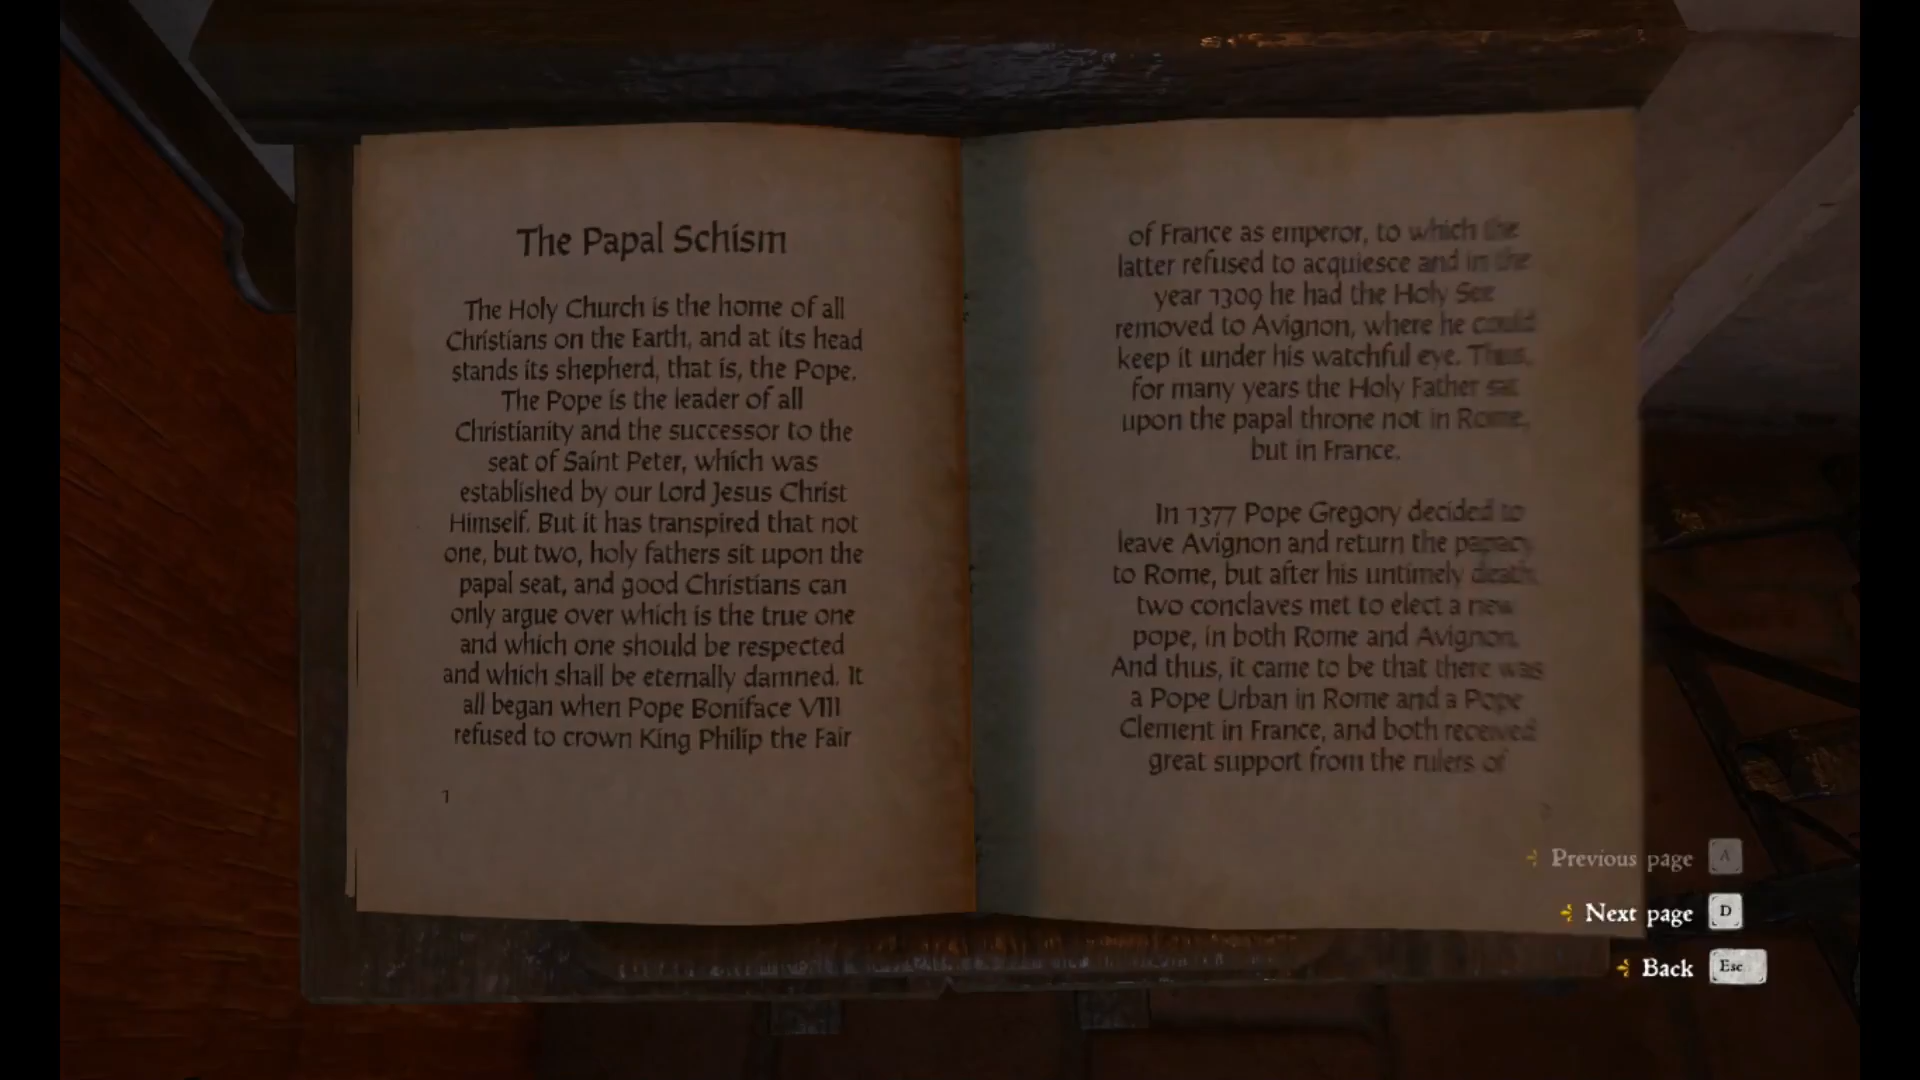 The Papal Schism
The Holy Church is the home of all
Christians on the Earth, and at its head
stands its shepherd, that is, the Pope.
The Pope is the leader of all
Christianity and the successor to the
seat of Saint Peter, which was
established by our Lord Jesus Christ
Himself. But it has transpired that not
one, but two, holy fathers sit upon the
papal seat, and good Christians can
only argue over which is the true one
and which one should be respected
and which shall be eternally damned. It
all began when Pope Boniface VIII
refused to crown King Philip the Fair
1
of France as emperor, to which the
latter refused to acquiesce and in the
year 1309 he had the Holy See
removed to Avignon, where he could
keep it under his watchful eye. Thus,
for many years the Holy Father sat
upon the papal throne not in Rome,
but in France.
In 1377 Pope Gregory decided to
leave Avignon and return the papacy
to Rome, but after his untimely death,
two conclaves met to elect a new
pope, in both Rome and Avignon.
And thus, it came to be that there was
a Pope Urban in Rome and a Pope
Clement in France, and both received
great support from the rulers of
Previous page A
Next page D
Back Esc